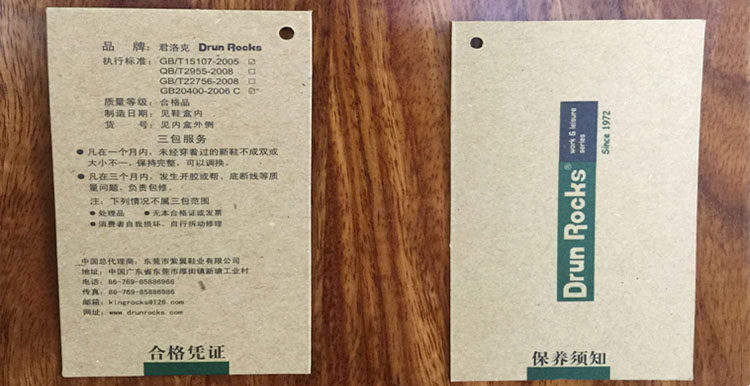 品 牌：君洛克 Drun Rocks
执行标准：GB/T15107-2005 ☑
QB/T2955-2008 □
GB/T22756-2008 □
GB20400-2006 C ☑
质量等级：合格品
制造日期：见鞋盒内
货 号：见内盒外侧
三包服务
●凡在一个月内，未经穿着过的新鞋不成双或
大小不一，保持完整，可以调换。
●凡在三个月内，发生开胶或帮、底断线等质
量问题，负责包修。
注：下列情况不属三包范围
●处理品 ●无本合格证或发票
●消费者自我损坏、自行拆动修理
中国总代理商：东莞市紫翼鞋业有限公司
地址：中国广东省东莞市厚街镇新塘工业村
电话：86-769-85886966
传真：86-769-85886986
邮箱：kingrocks@126.com
网址：www.drunrocks.com
合格凭证
Drun Rocks®
work & leisure
series
Since 1972
保养须知